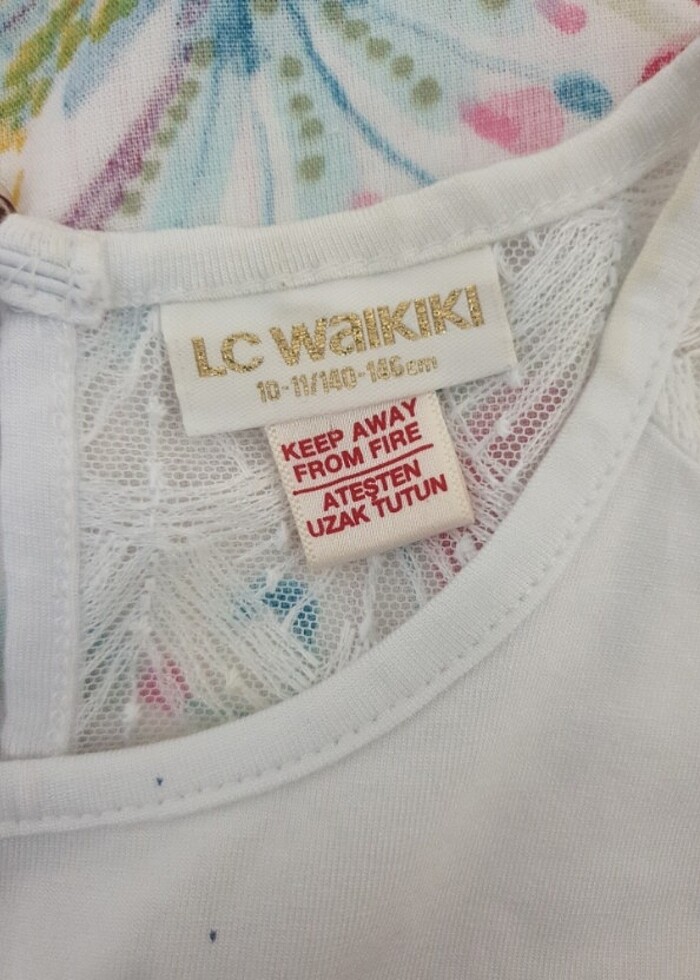 LC WAIKIKI
10-11/140-146cm
KEEP AWAY
FROM FIRE
ATEŞTEN
UZAK TUTUN